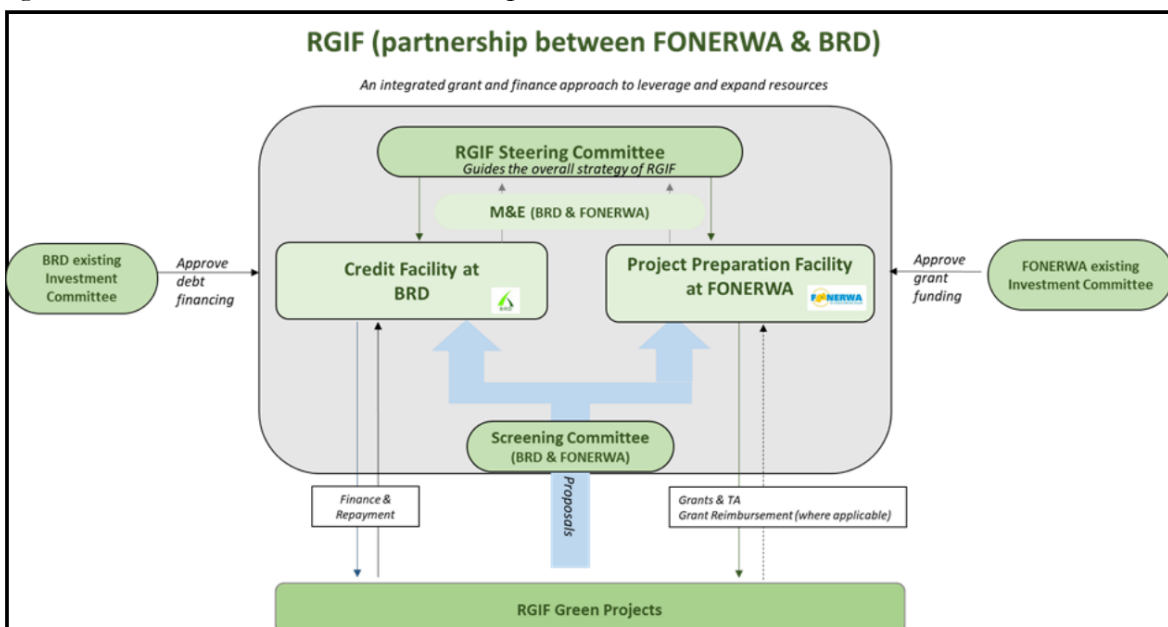 RGIF (partnership between FONERWA & BRD)
An integrated grant and finance approach to leverage and expand resources
RGIF Steering Committee
Guides the overall strategy of RGIF
M&E (BRD & FONERWA)
BRD existing
Investment
Committee
Approve
debt
financing
Credit Facility at
BRD
BRD
Project Preparation Facility
at FONERWA
FONERWA
Approve
grant
funding
FONERWA existing
Investment Committee
Screening Committee
(BRD & FONERWA)
Proposals
Finance &
Repayment
Grants & TA
Grant Reimbursement (where applicable)
RGIF Green Projects